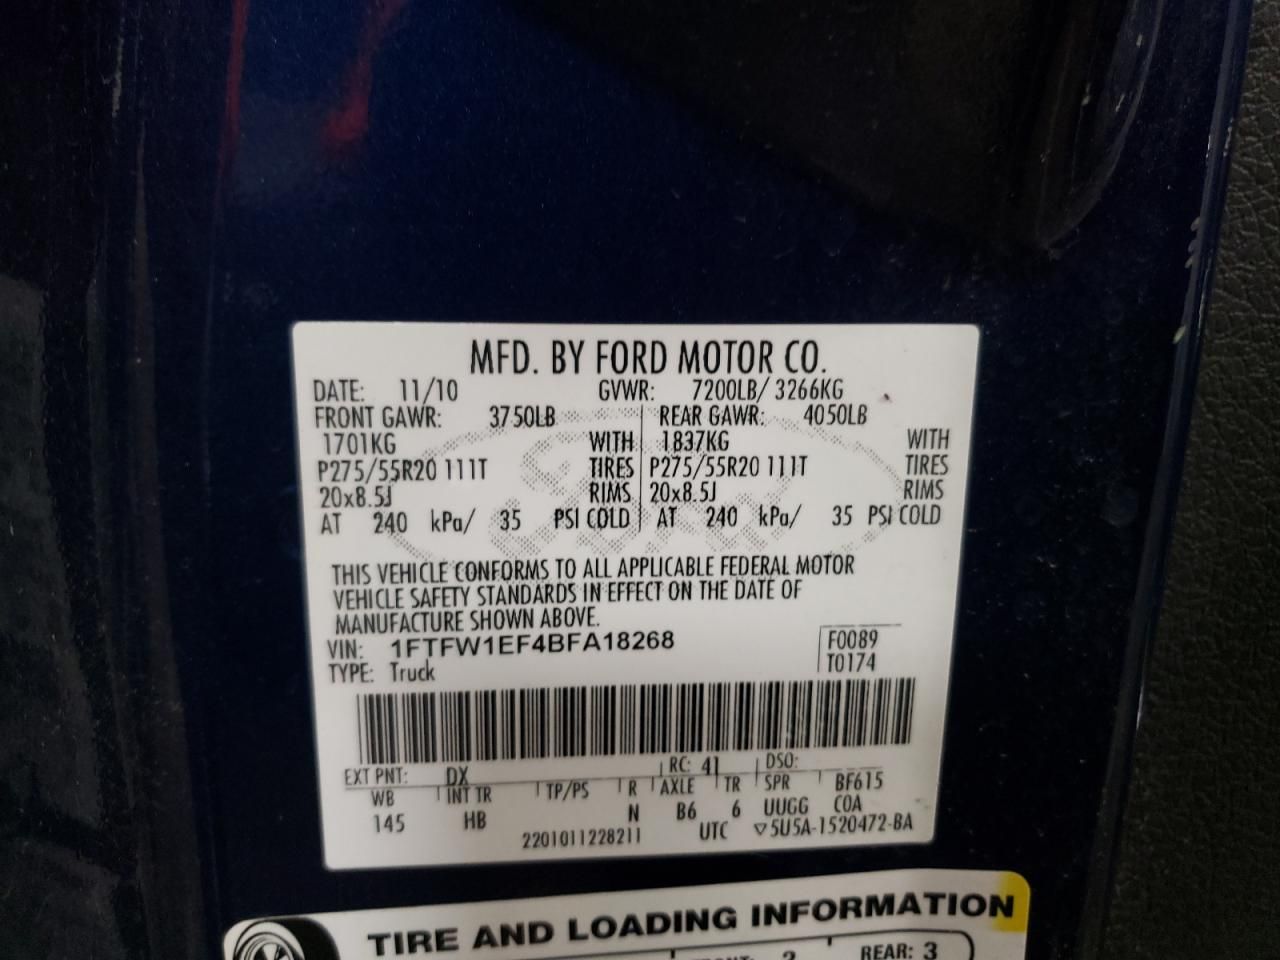 MFD. BY FORD MOTOR CO.
DATE: 11/10 GVWR: 7200LB/ 3266KG
FRONT GAWR: 3750LB REAR GAWR: 4050LB
1701KG WITH 1837KG WITH
P275/55R20 111T TIRES P275/55R20 111T TIRES
20x8.5J RIMS 20x8.5J RIMS
AT 240 kPa/ 35 PSI COLD AT 240 kPa/ 35 PSI COLD
Ford
THIS VEHICLE CONFORMS TO ALL APPLICABLE FEDERAL MOTOR
VEHICLE SAFETY STANDARDS IN EFFECT ON THE DATE OF
MANUFACTURE SHOWN ABOVE.
VIN: 1FTFW1EF4BFA18268 F0089
TYPE: Truck T0174
EXT PNT: DX RC: 41 DSO:
WB INT TR TP/PS R AXLE TR SPR BF615
145 HB N B6 6 UUGG COA
2201011228211 UTC ▽5U5A-1520472-BA
TIRE AND LOADING INFORMATION
2 REAR: 3